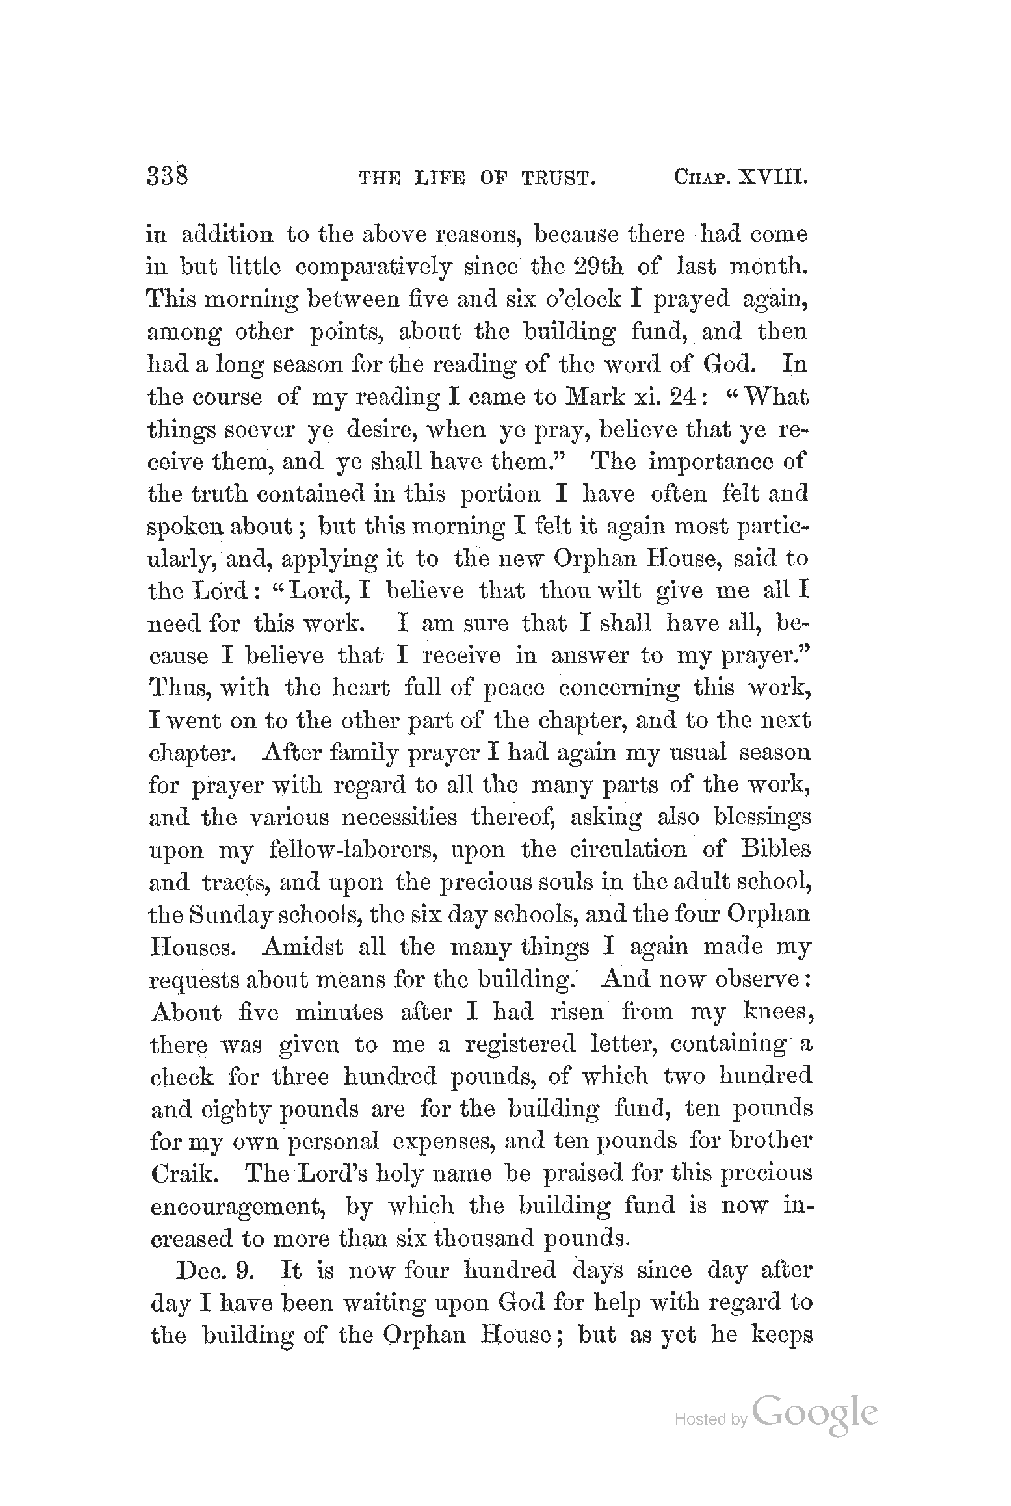 338 THE LIFE OF TRUST. CHAP. XVIII.
in addition to the above reasons, because there had come
in but little comparatively since the 29th of last month.
This morning between five and six o'clock I prayed again,
among other points, about the building fund, and then
had a long season for the reading of the word of God. In
the course of my reading I came to Mark xi. 24: "What
things soever ye desire, when ye pray, believe that ye re-
ceive them, and ye shall have them." The importance of
the truth contained in this portion I have often felt and
spoken about; but this morning I felt it again most partic-
ularly, and, applying it to the new Orphan House, said to
the Lord: "Lord, I believe that thou wilt give me all I
need for this work. I am sure that I shall have all, be-
cause I believe that I receive in answer to my prayer."
Thus, with the heart full of peace concerning this work,
I went on to the other part of the chapter, and to the next
chapter. After family prayer I had again my usual season
for prayer with regard to all the many parts of the work,
and the various necessities thereof, asking also blessings
upon my fellow-laborers, upon the circulation of Bibles
and tracts, and upon the precious souls in the adult school,
the Sunday schools, the six day schools, and the four Orphan
Houses. Amidst all the many things I again made my
requests about means for the building. And now observe:
About five minutes after I had risen from my knees,
there was given to me a registered letter, containing a
check for three hundred pounds, of which two hundred
and eighty pounds are for the building fund, ten pounds
for my own personal expenses, and ten pounds for brother
Craik. The Lord's holy name be praised for this precious
encouragement, by which the building fund is now in-
creased to more than six thousand pounds.
Dec. 9. It is now four hundred days since day after
day I have been waiting upon God for help with regard to
the building of the Orphan House; but as yet he keeps
Hosted by Google